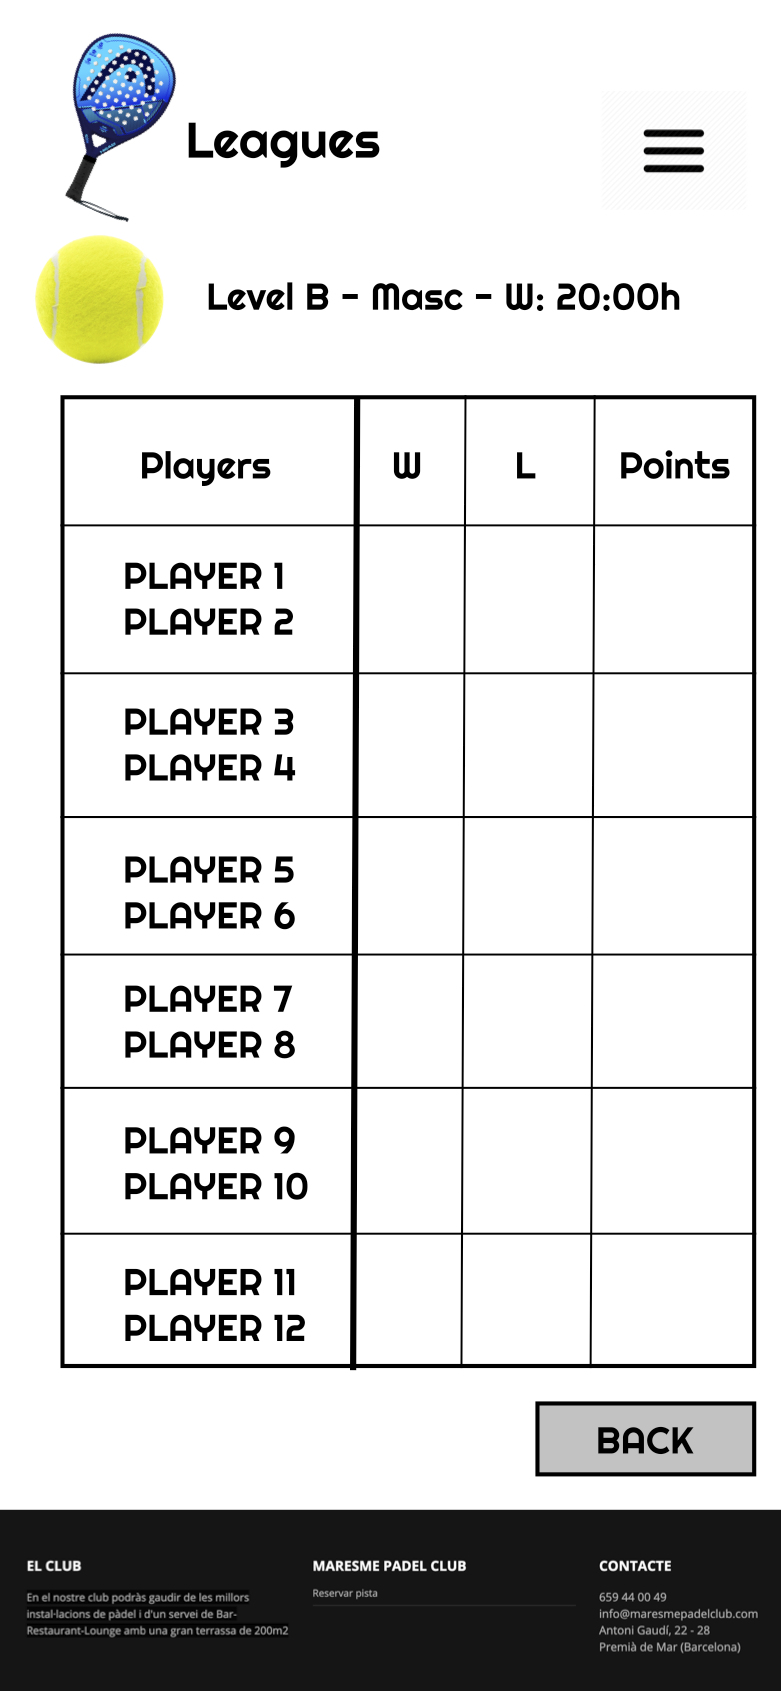 Leagues
Level B - Masc - W: 20:00h
Players W L Points
PLAYER 1
PLAYER 2
PLAYER 3
PLAYER 4
PLAYER 5
PLAYER 6
PLAYER 7
PLAYER 8
PLAYER 9
PLAYER 10
PLAYER 11
PLAYER 12
BACK
EL CLUB
En el nostre club podràs gaudir de les millors
instal·lacions de pàdel i d'un servei de Bar-
Restaurant-Lounge amb una gran terrassa de 200m2
MARESME PADEL CLUB
Reservar pista
CONTACTE
659 44 00 49
info@maresmepadelclub.com
Antoni Gaudí, 22 - 28
Premià de Mar (Barcelona)